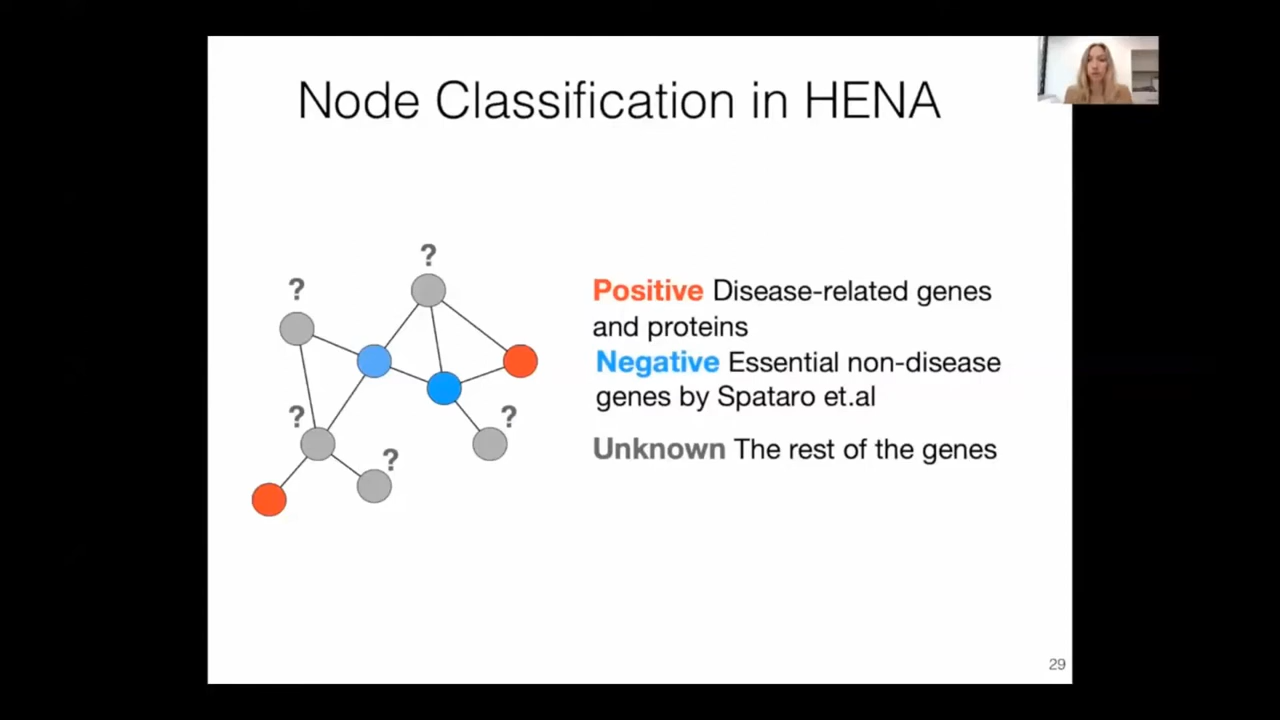 Node Classification in HENA
?
?
?
?
?
Positive Disease-related genes
and proteins
Negative Essential non-disease
genes by Spataro et.al
Unknown The rest of the genes
29